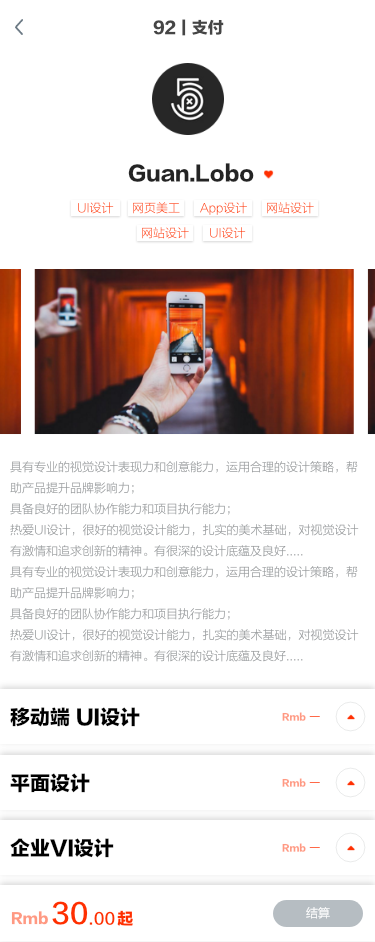 92 | 支付
Guan.Lobo
UI设计 网页美工 App设计 网站设计
网站设计 UI设计
具有专业的视觉设计表现力和创意能力，运用合理的设计策略，帮
助产品提升品牌影响力；
具备良好的团队协作能力和项目执行能力；
热爱UI设计，很好的视觉设计能力，扎实的美术基础，对视觉设计
有激情和追求创新的精神。有很深的设计底蕴及良好.....
具有专业的视觉设计表现力和创意能力，运用合理的设计策略，帮
助产品提升品牌影响力；
具备良好的团队协作能力和项目执行能力；
热爱UI设计，很好的视觉设计能力，扎实的美术基础，对视觉设计
有激情和追求创新的精神。有很深的设计底蕴及良好.....
移动端 UI设计 Rmb —
平面设计 Rmb —
企业VI设计 Rmb —
Rmb 30.00起 结算